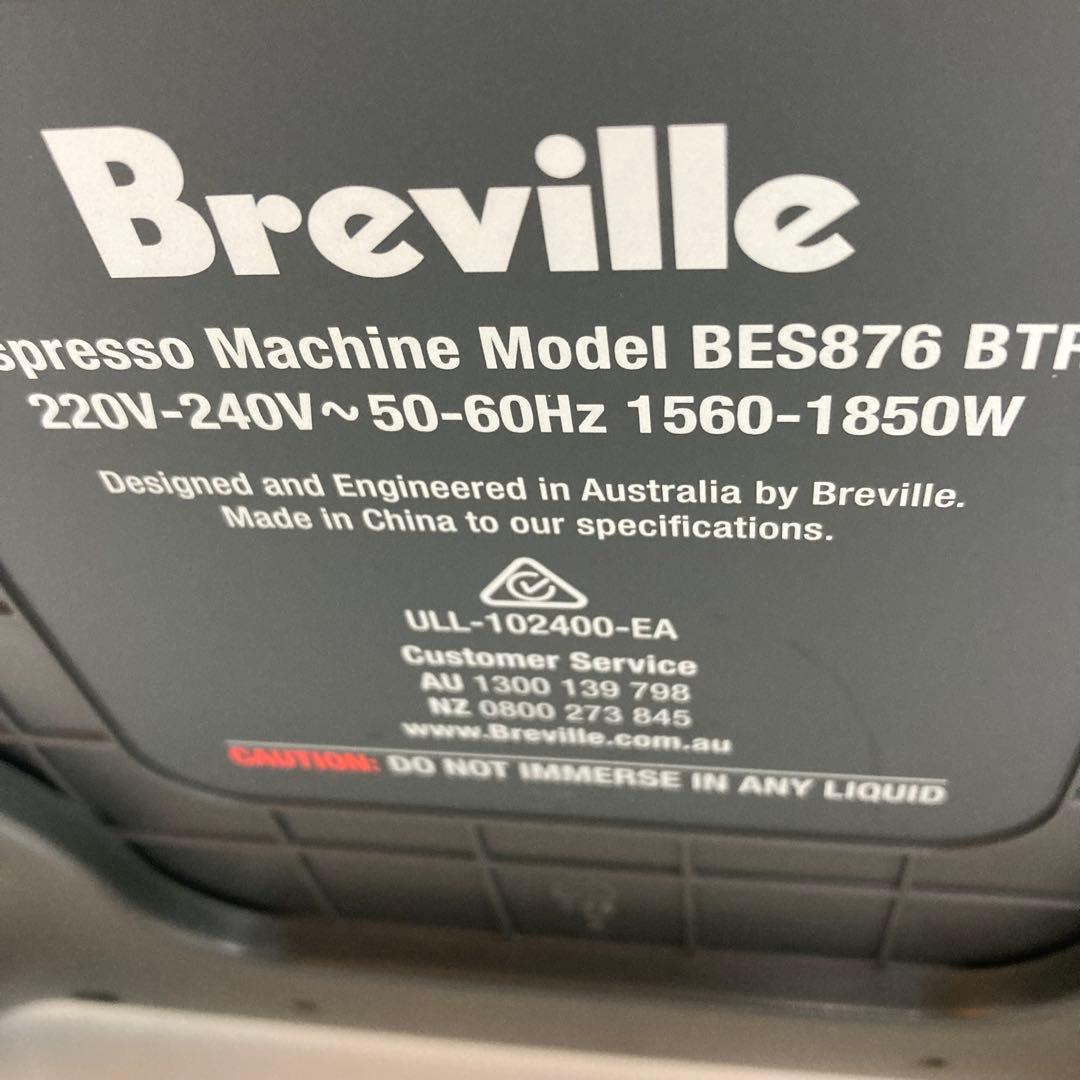 Breville
spresso Machine Model BES876 BTR
220V-240V~50-60Hz 1560-1850W
Designed and Engineered in Australia by Breville.
Made in China to our specifications.
ULL-102400-EA
Customer Service
AU 1300 139 798
NZ 0800 273 845
www.Breville.com.au
CAUTION: DO NOT IMMERSE IN ANY LIQUID